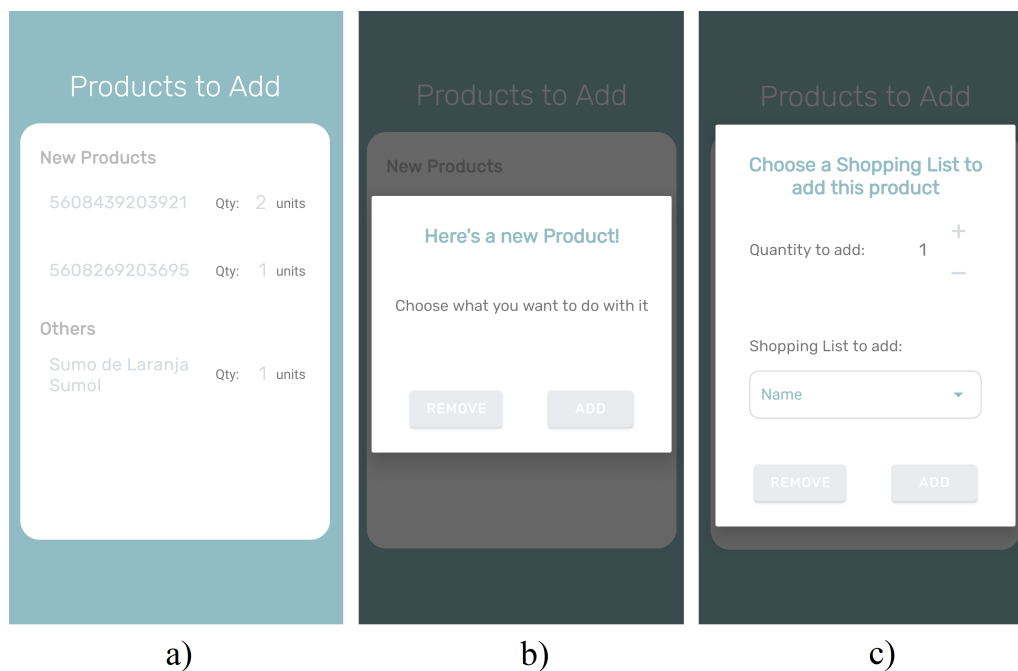 Products to Add
New Products
5608439203921 Qty: 2 units
5608269203695 Qty: 1 units
Others
Sumo de Laranja
Sumol
Qty: 1 units
a)
Products to Add
New Products
Here's a new Product!
Choose what you want to do with it
REMOVE ADD
b)
Products to Add
Choose a Shopping List to
add this product
Quantity to add: 1 +
−
Shopping List to add:
Name
REMOVE ADD
c)